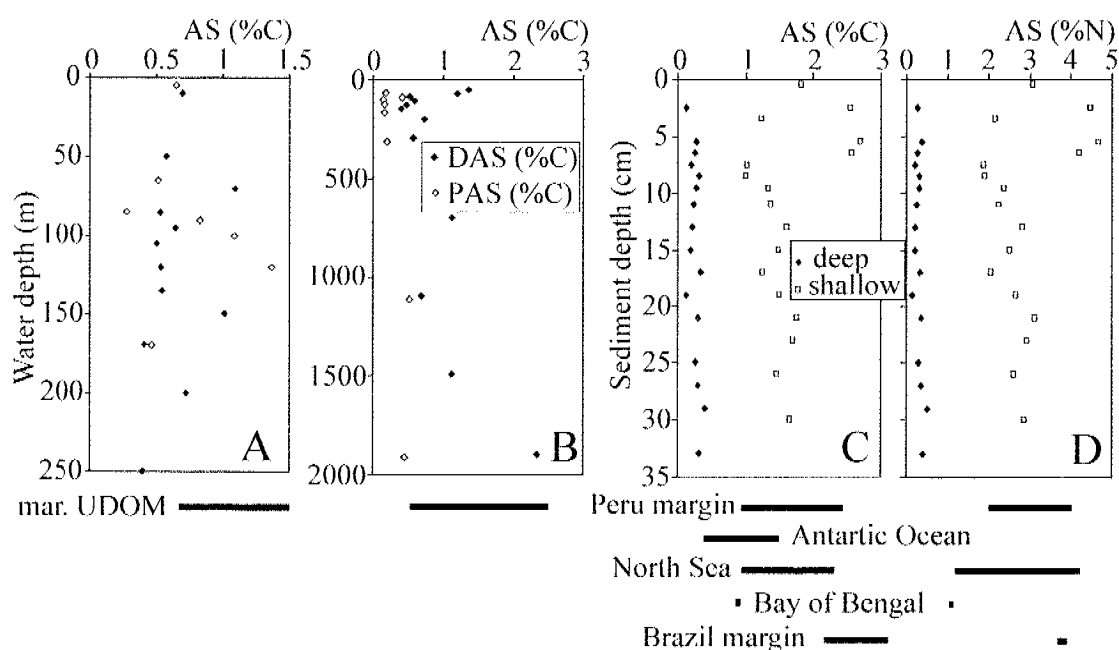 AS (%C) AS (%C) AS (%C) AS (%N)
0 0.5 1 1.5 0 1 2 3 0 1 2 3 0 1 2 3 4 5
Water depth (m)
0
50
100
150
200
250
A
0
500
1000
1500
2000
DAS (%C)
PAS (%C)
B
Sediment depth (cm)
0
5
10
15
20
25
30
35
deep
shallow
C
D
mar. UDOM
Peru margin
Antartic Ocean
North Sea
Bay of Bengal
Brazil margin